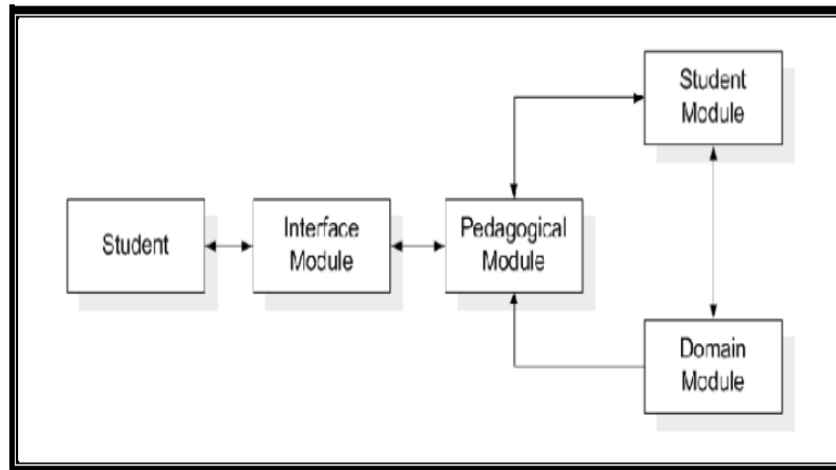 Student
Module
Student
Interface
Module
Pedagogical
Module
Domain
Module